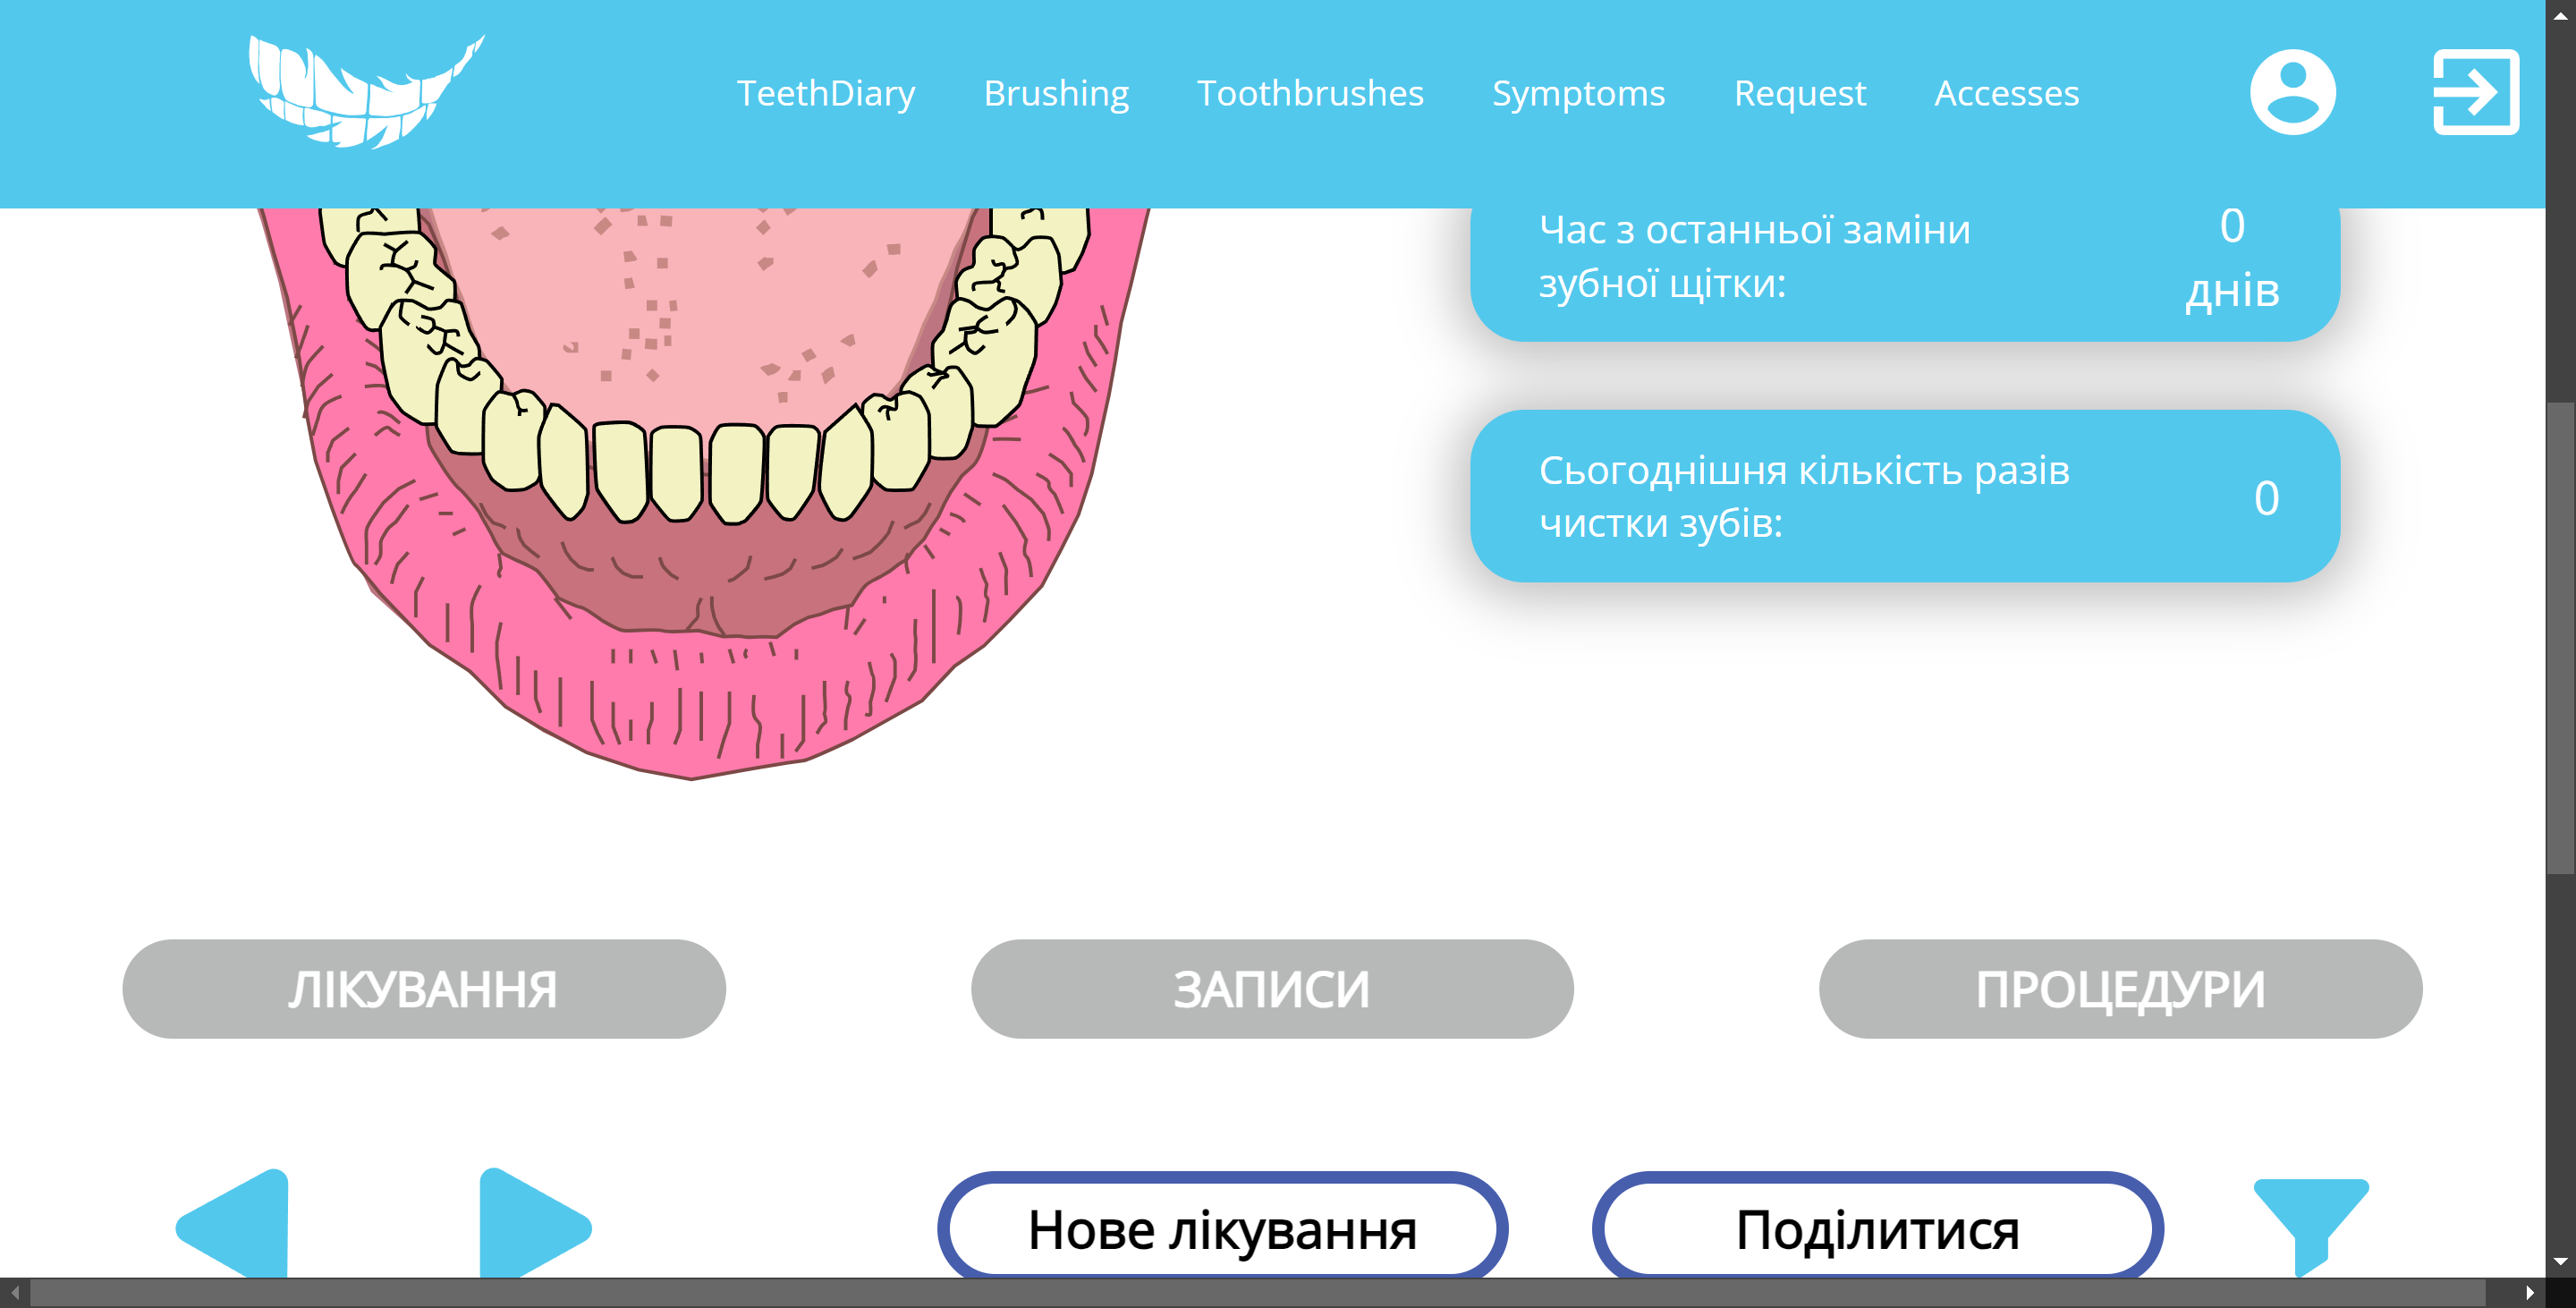 TeethDiary Brushing Toothbrushes Symptoms Request Accesses
Час з останньої заміни
зубної щітки:
0
днів
Сьогоднішня кількість разів
чистки зубів:
0
ЛІКУВАННЯ ЗАПИСИ ПРОЦЕДУРИ
Нове лікування Поділитися